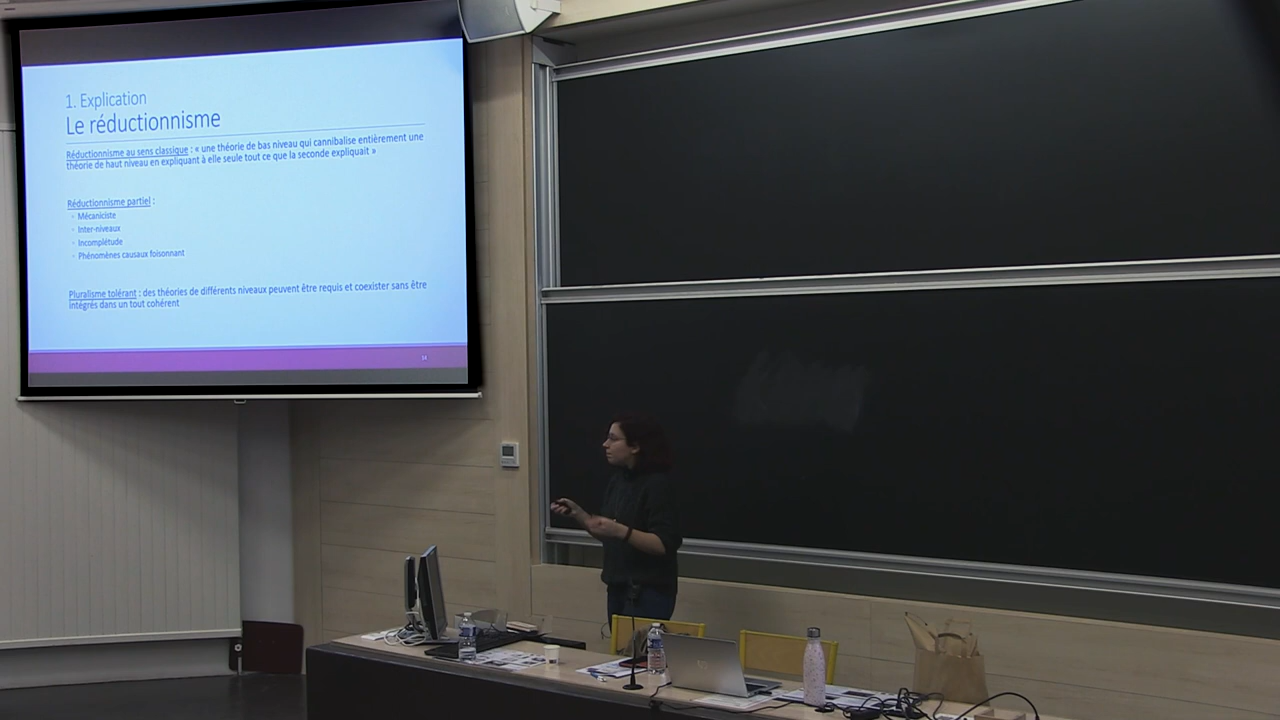 1. Explication
Le réductionnisme
Réductionnisme au sens classique : « une théorie de bas niveau qui cannibalise entièrement une
théorie de haut niveau en expliquant à elle seule tout ce que la seconde expliquait »
Réductionnisme partiel :
◦ Mécaniciste
◦ Inter-niveaux
◦ Incomplétude
◦ Phénomènes causaux foisonnant
Pluralisme tolérant : des théories de différents niveaux peuvent être requis et coexister sans être
intégrés dans un tout cohérent